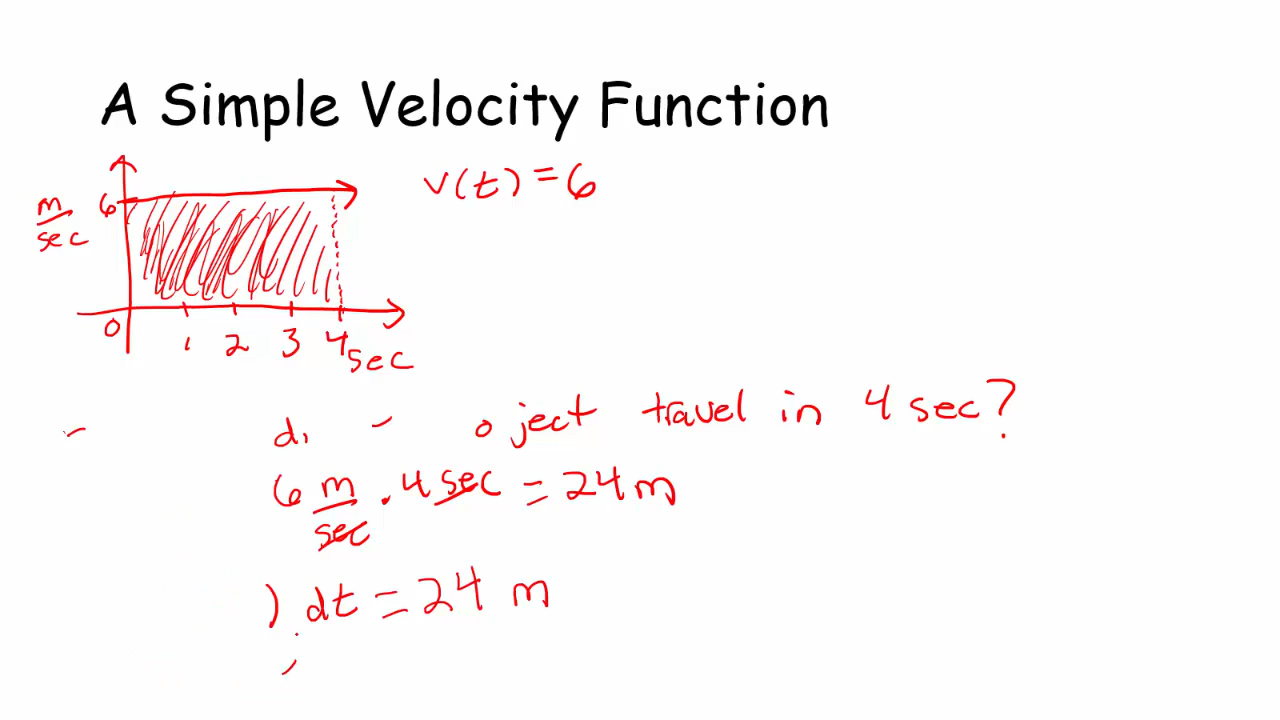 A Simple Velocity Function
v(t) = 6
m/sec
6
0 1 2 3 4 sec
ject travel in 4 sec?
6 m/sec · 4 sec = 24 m
) dt = 24 m